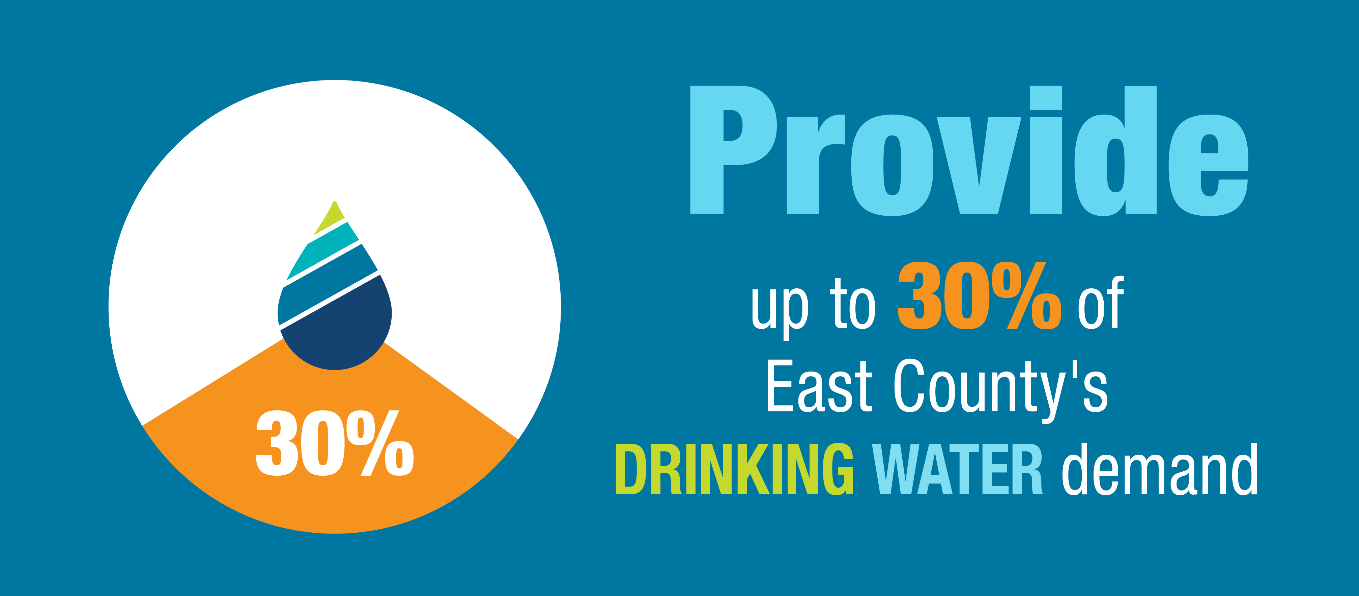 30%
Provide
up to 30% of
East County's
DRINKING WATER demand